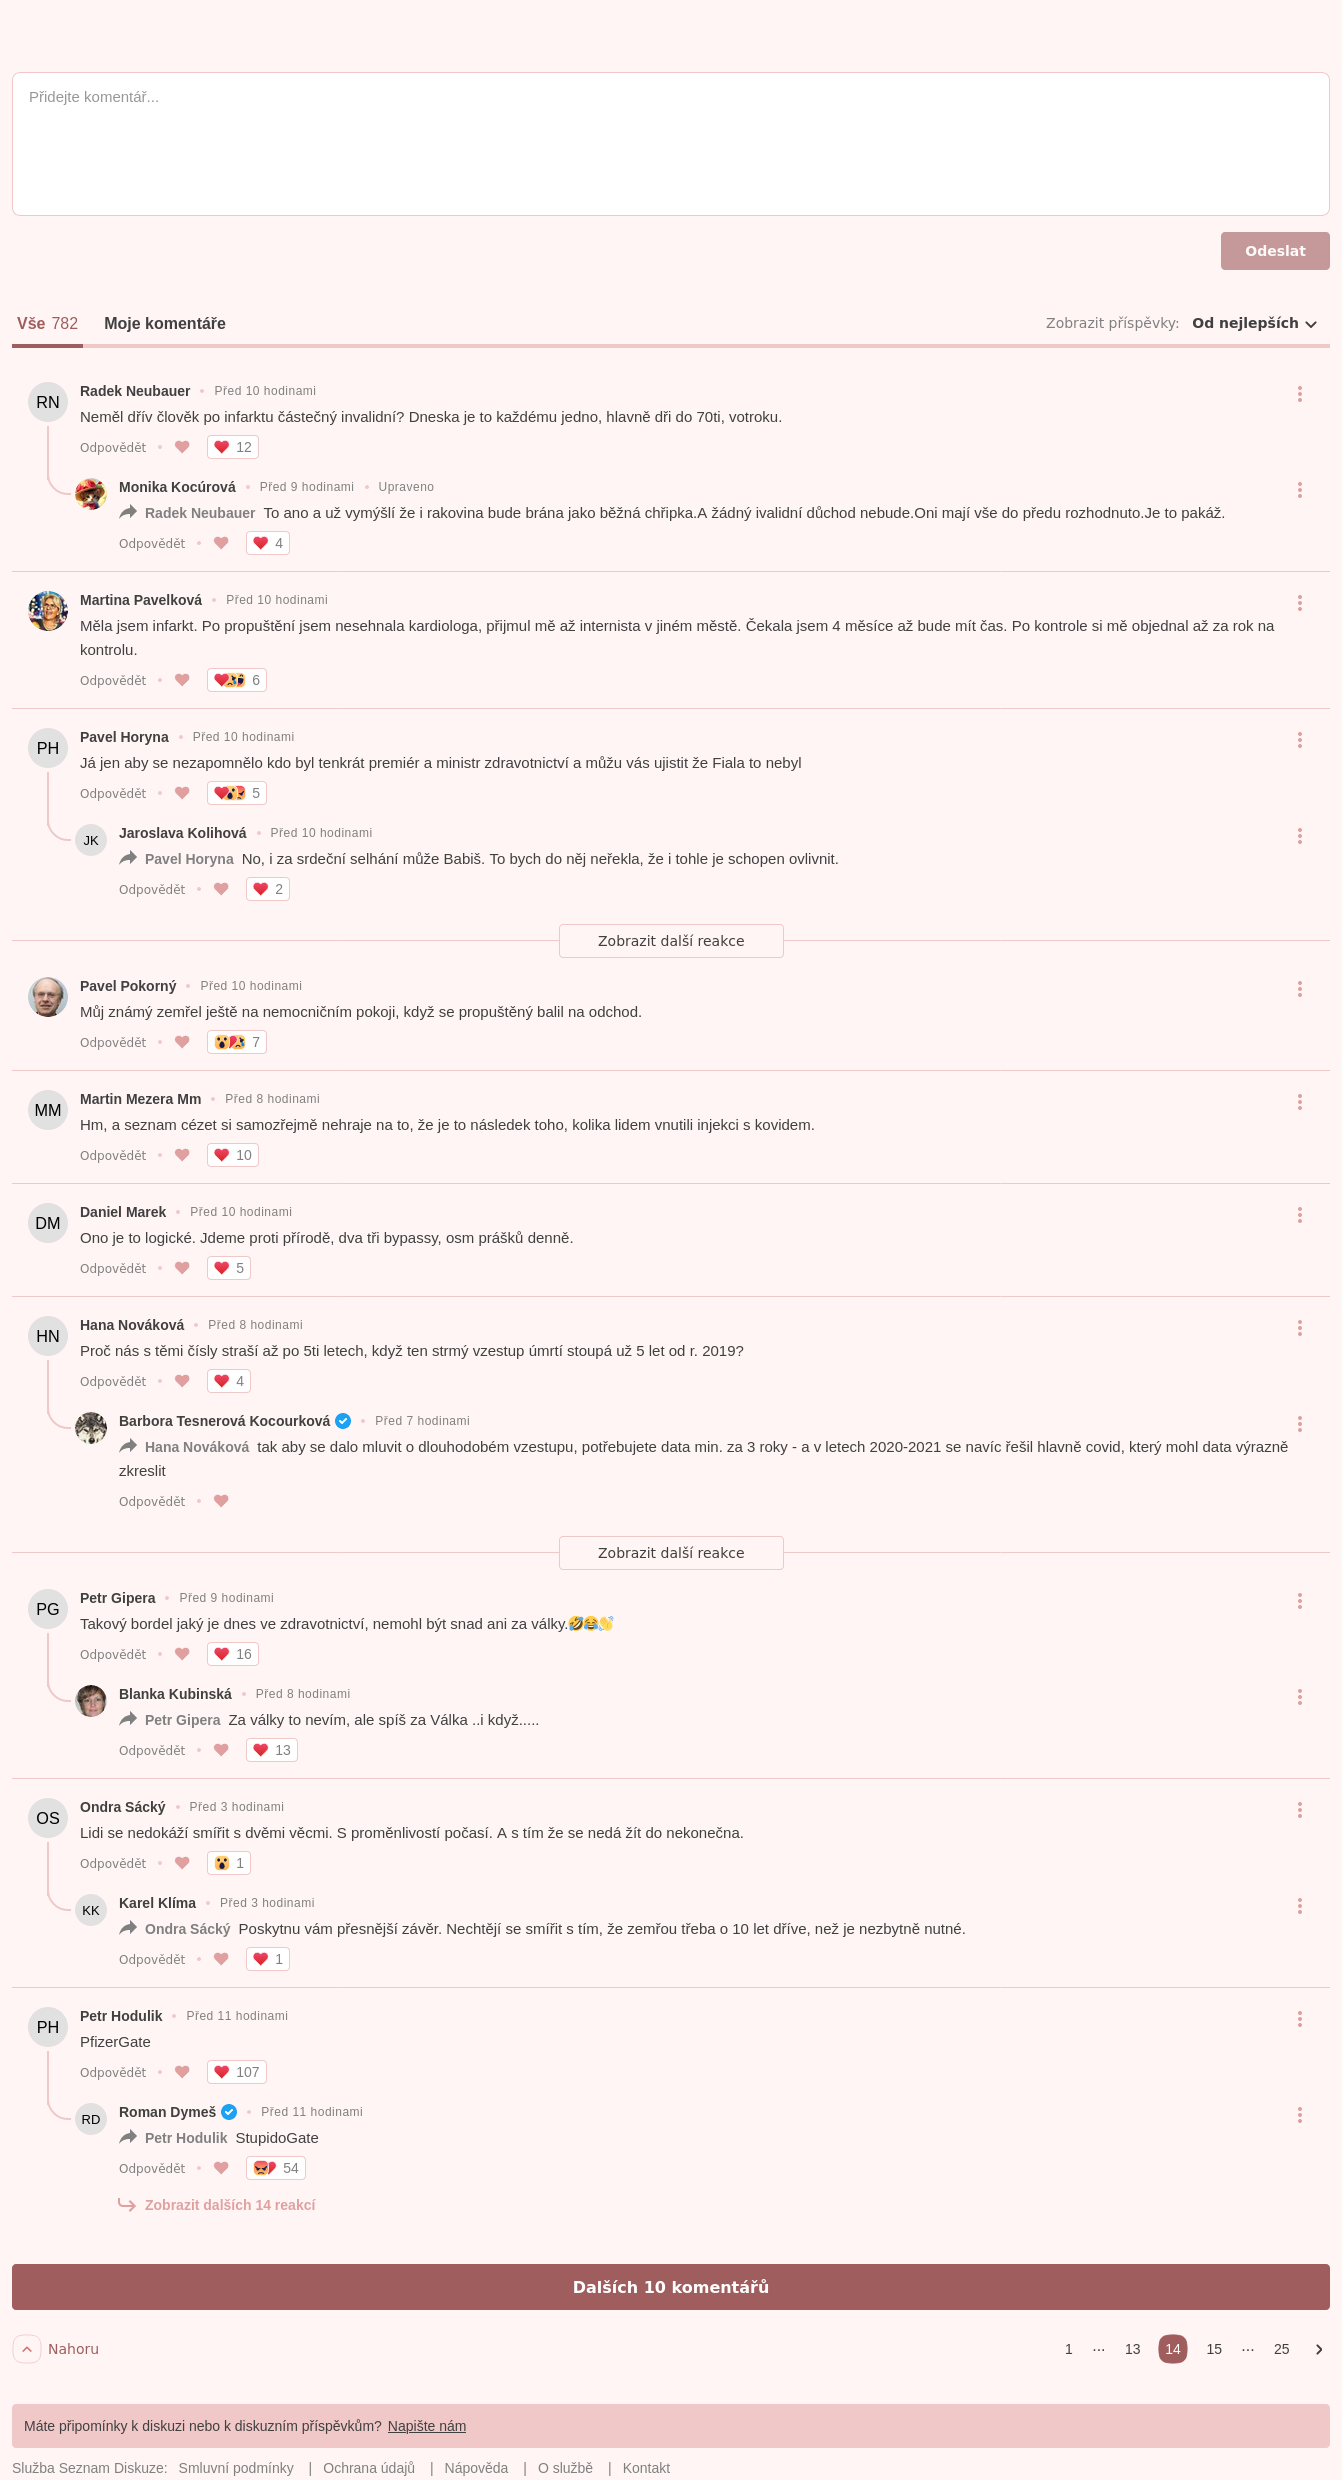 Přidejte komentář...
Odeslat
Vše 782 Moje komentáře Zobrazit příspěvky: Od nejlepších
RN Radek Neubauer • Před 10 hodinami
Neměl dřív člověk po infarktu částečný invalidní? Dneska je to každému jedno, hlavně dři do 70ti, votroku.
Odpovědět • 12
Monika Kocúrová • Před 9 hodinami • Upraveno
Radek Neubauer To ano a už vymýšlí že i rakovina bude brána jako běžná chřipka.A žádný ivalidní důchod nebude.Oni mají vše do předu rozhodnuto.Je to pakáž.
Odpovědět • 4
Martina Pavelková • Před 10 hodinami
Měla jsem infarkt. Po propuštění jsem nesehnala kardiologa, přijmul mě až internista v jiném městě. Čekala jsem 4 měsíce až bude mít čas. Po kontrole si mě objednal až za rok na
kontrolu.
Odpovědět • 6
PH Pavel Horyna • Před 10 hodinami
Já jen aby se nezapomnělo kdo byl tenkrát premiér a ministr zdravotnictví a můžu vás ujistit že Fiala to nebyl
Odpovědět • 5
JK Jaroslava Kolihová • Před 10 hodinami
Pavel Horyna No, i za srdeční selhání může Babiš. To bych do něj neřekla, že i tohle je schopen ovlivnit.
Odpovědět • 2
Zobrazit další reakce
Pavel Pokorný • Před 10 hodinami
Můj známý zemřel ještě na nemocničním pokoji, když se propuštěný balil na odchod.
Odpovědět • 7
MM Martin Mezera Mm • Před 8 hodinami
Hm, a seznam cézet si samozřejmě nehraje na to, že je to následek toho, kolika lidem vnutili injekci s kovidem.
Odpovědět • 10
DM Daniel Marek • Před 10 hodinami
Ono je to logické. Jdeme proti přírodě, dva tři bypassy, osm prášků denně.
Odpovědět • 5
HN Hana Nováková • Před 8 hodinami
Proč nás s těmi čísly straší až po 5ti letech, když ten strmý vzestup úmrtí stoupá už 5 let od r. 2019?
Odpovědět • 4
Barbora Tesnerová Kocourková • Před 7 hodinami
Hana Nováková tak aby se dalo mluvit o dlouhodobém vzestupu, potřebujete data min. za 3 roky - a v letech 2020-2021 se navíc řešil hlavně covid, který mohl data výrazně
zkreslit
Odpovědět •
Zobrazit další reakce
PG Petr Gipera • Před 9 hodinami
Takový bordel jaký je dnes ve zdravotnictví, nemohl být snad ani za války.🤣😂👏
Odpovědět • 16
Blanka Kubinská • Před 8 hodinami
Petr Gipera Za války to nevím, ale spíš za Válka ..i když.....
Odpovědět • 13
OS Ondra Sácký • Před 3 hodinami
Lidi se nedokáží smířit s dvěmi věcmi. S proměnlivostí počasí. A s tím že se nedá žít do nekonečna.
Odpovědět • 1
KK Karel Klíma • Před 3 hodinami
Ondra Sácký Poskytnu vám přesnější závěr. Nechtějí se smířit s tím, že zemřou třeba o 10 let dříve, než je nezbytně nutné.
Odpovědět • 1
PH Petr Hodulik • Před 11 hodinami
PfizerGate
Odpovědět • 107
RD Roman Dymeš • Před 11 hodinami
Petr Hodulik StupidoGate
Odpovědět • 54
Zobrazit dalších 14 reakcí
Dalších 10 komentářů
Nahoru 1 ... 13 14 15 ... 25
Máte připomínky k diskuzi nebo k diskuzním příspěvkům? Napište nám
Služba Seznam Diskuze: Smluvní podmínky | Ochrana údajů | Nápověda | O službě | Kontakt